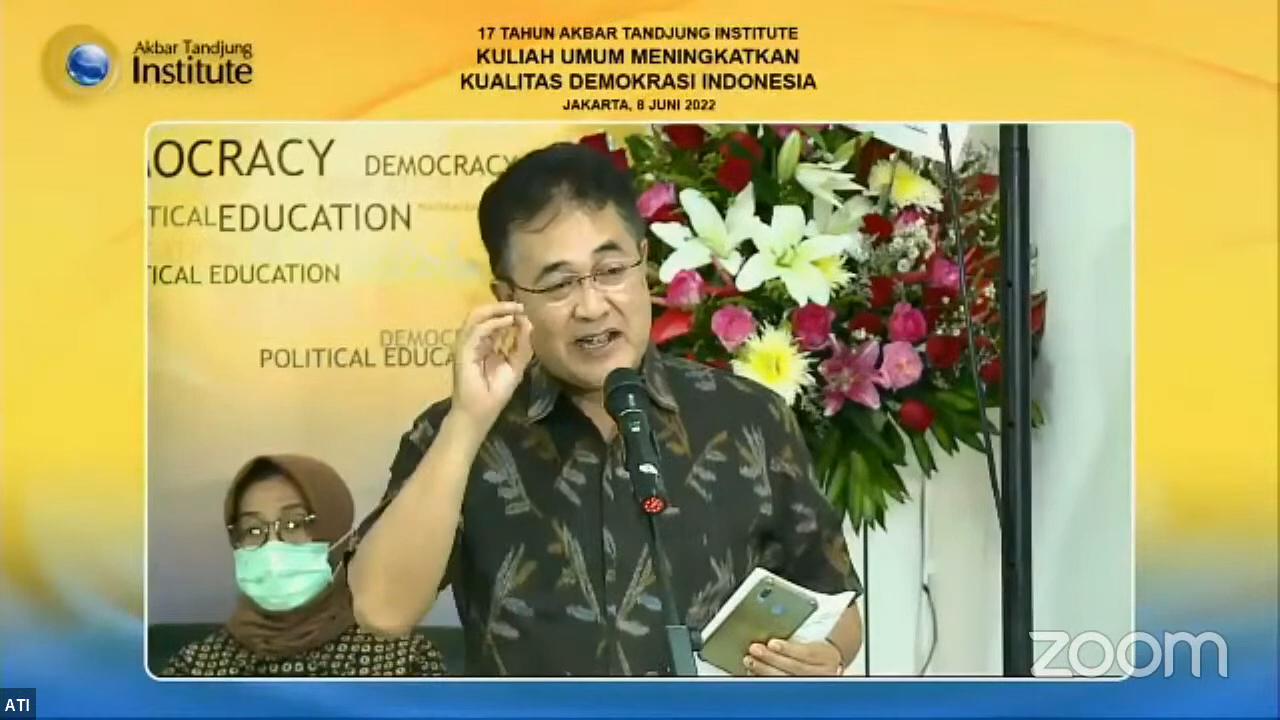 Akbar Tandjung
Institute
17 TAHUN AKBAR TANDJUNG INSTITUTE
KULIAH UMUM MENINGKATKAN
KUALITAS DEMOKRASI INDONESIA
JAKARTA, 8 JUNI 2022
OCRACY
DEMOCRACY
TICAL EDUCATION
TICAL EDUCATION
DEMOC
POLITICAL EDUCA
zoom
ATI